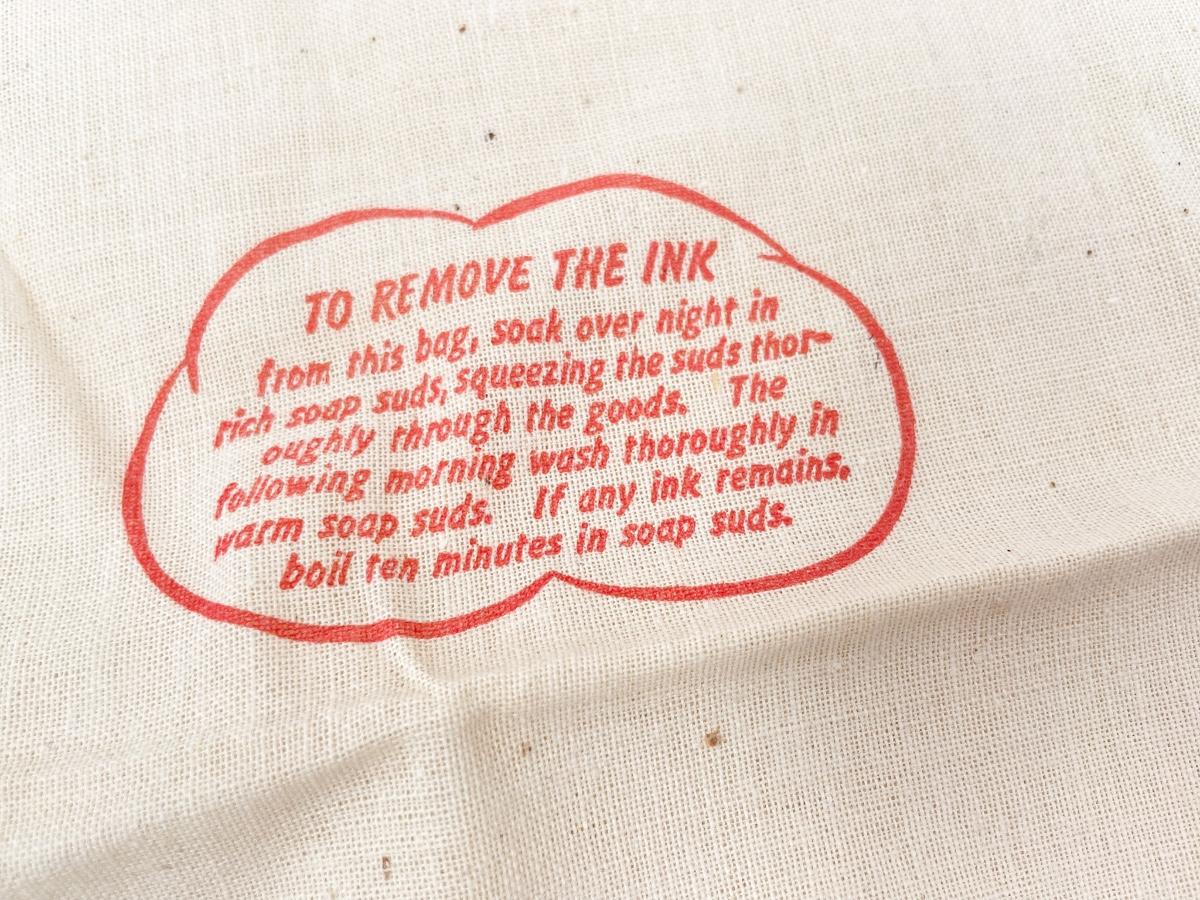 TO REMOVE THE INK
from this bag, soak over night in
rich soap suds, squeezing the suds thor-
oughly through the goods. The
following morning wash thoroughly in
warm soap suds. If any ink remains,
boil ten minutes in soap suds.